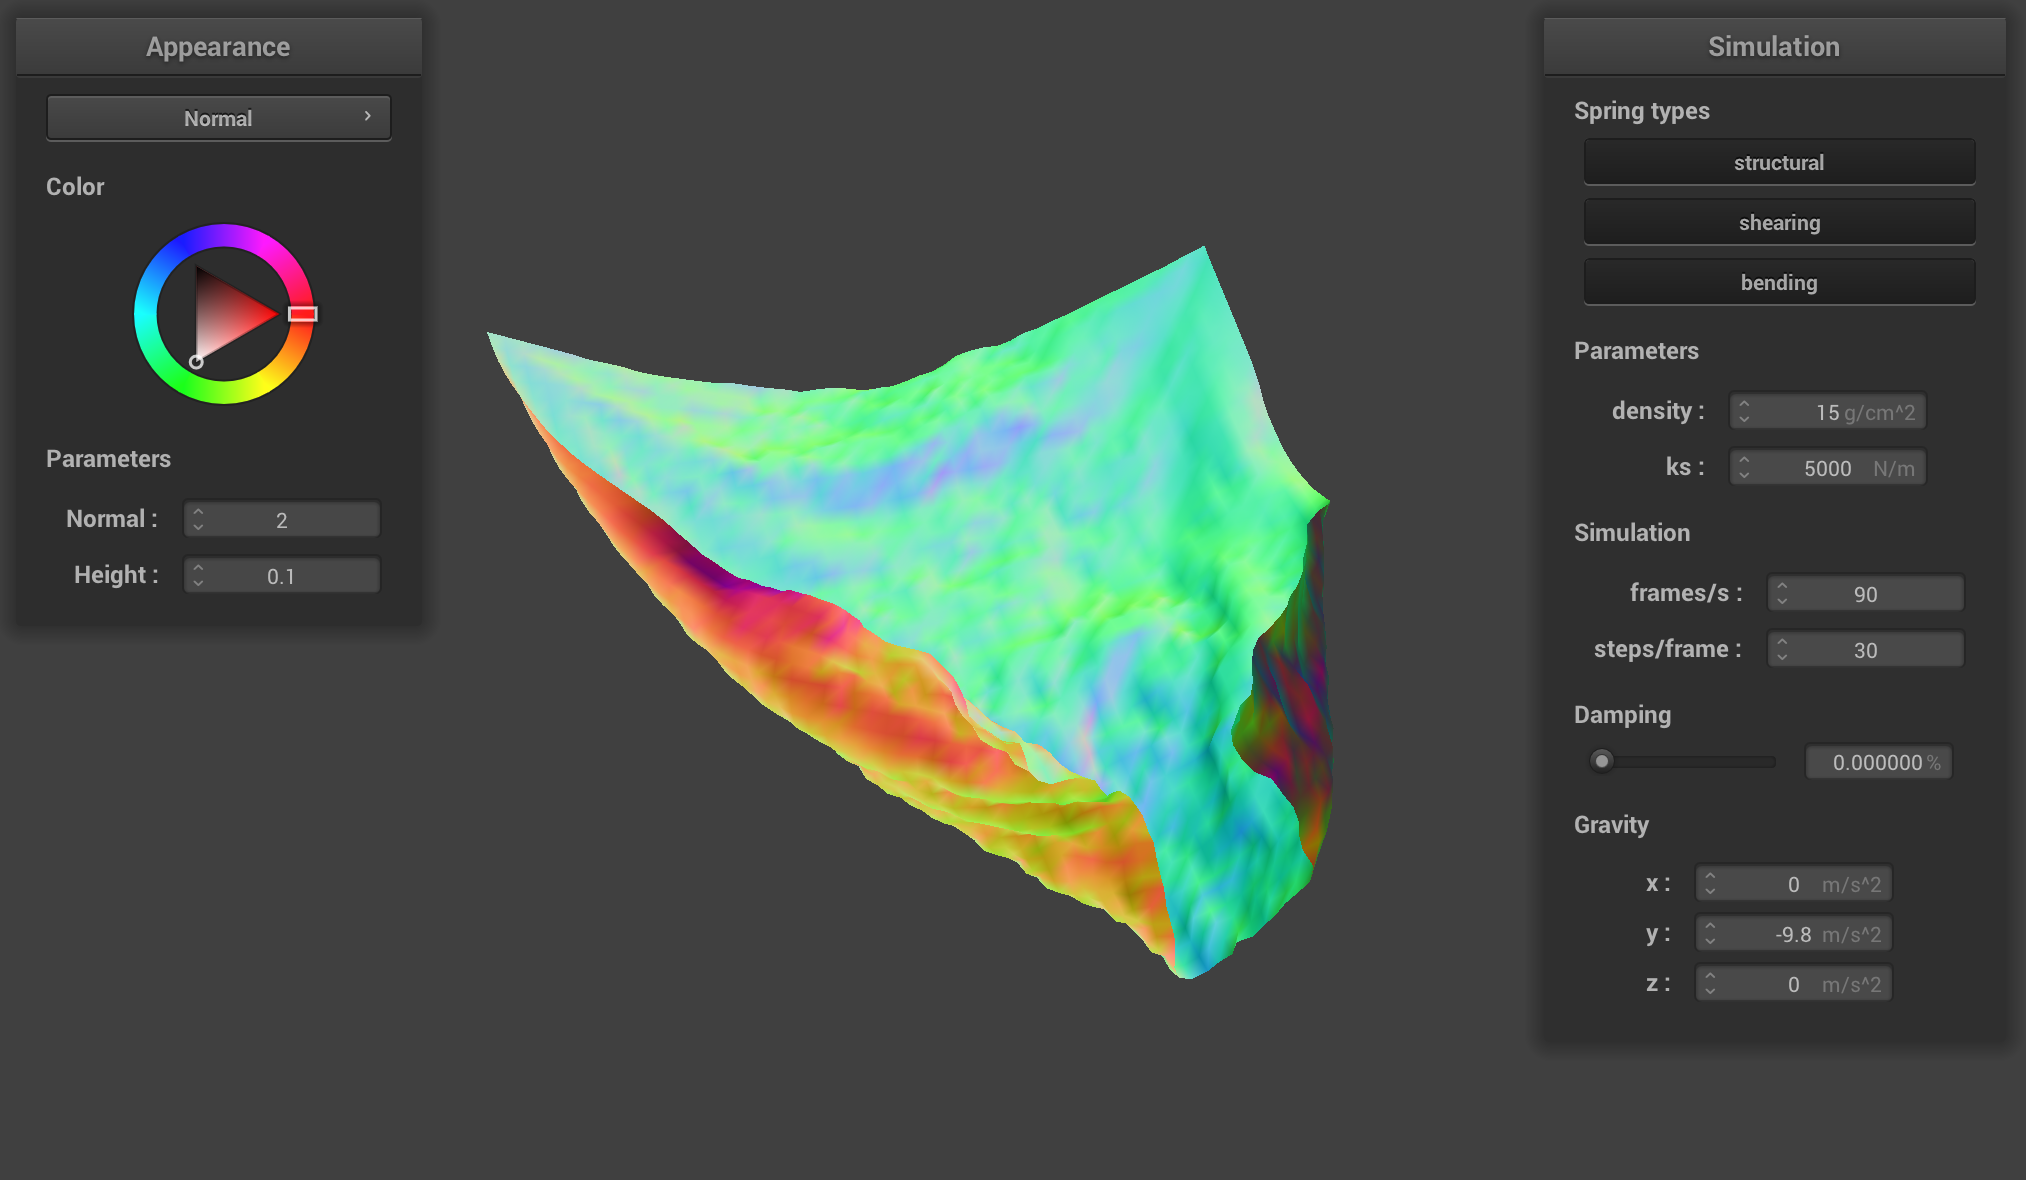 Appearance
Normal
Color
Parameters
Normal : 2
Height : 0.1
Simulation
Spring types
structural
shearing
bending
Parameters
density : 15 g/cm^2
ks : 5000 N/m
Simulation
frames/s : 90
steps/frame : 30
Damping
0.000000 %
Gravity
x : 0 m/s^2
y : -9.8 m/s^2
z : 0 m/s^2